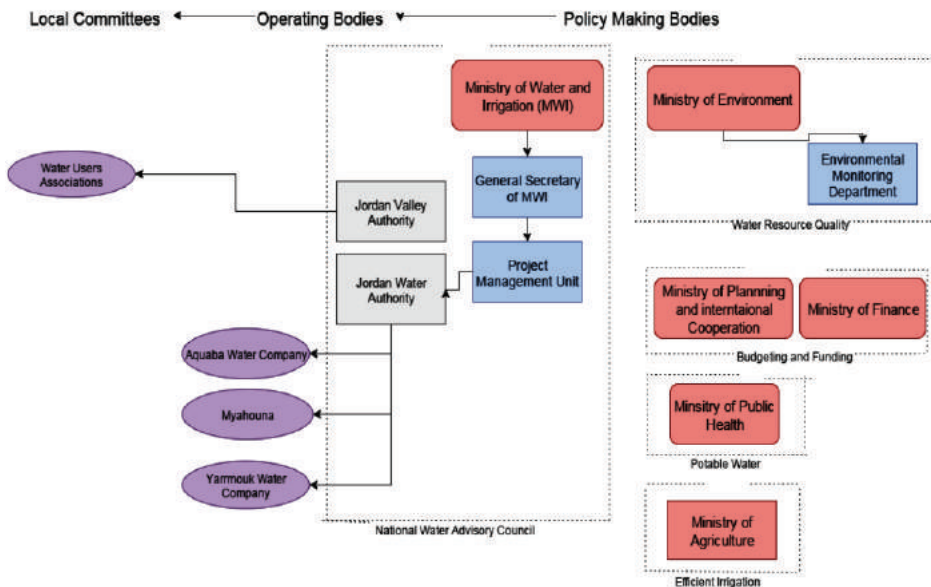 Local Committees
Operating Bodies
Policy Making Bodies
Ministry of Water and
Irrigation (MWI)
Ministry of Environment
Water Users
Associations
General Secretary
of MWI
Environmental
Monitoring
Department
Jordan Valley
Authority
Water Resource Quality
Jordan Water
Authority
Project
Management Unit
Ministry of Plannning
and interntaional
Cooperation
Ministry of Finance
Aquaba Water Company
Budgeting and Funding
Myahouna
Minsitry of Public
Health
Potable Water
Yarrmouk Water
Company
National Water Advisory Council
Ministry of
Agriculture
Efficient Irrigation